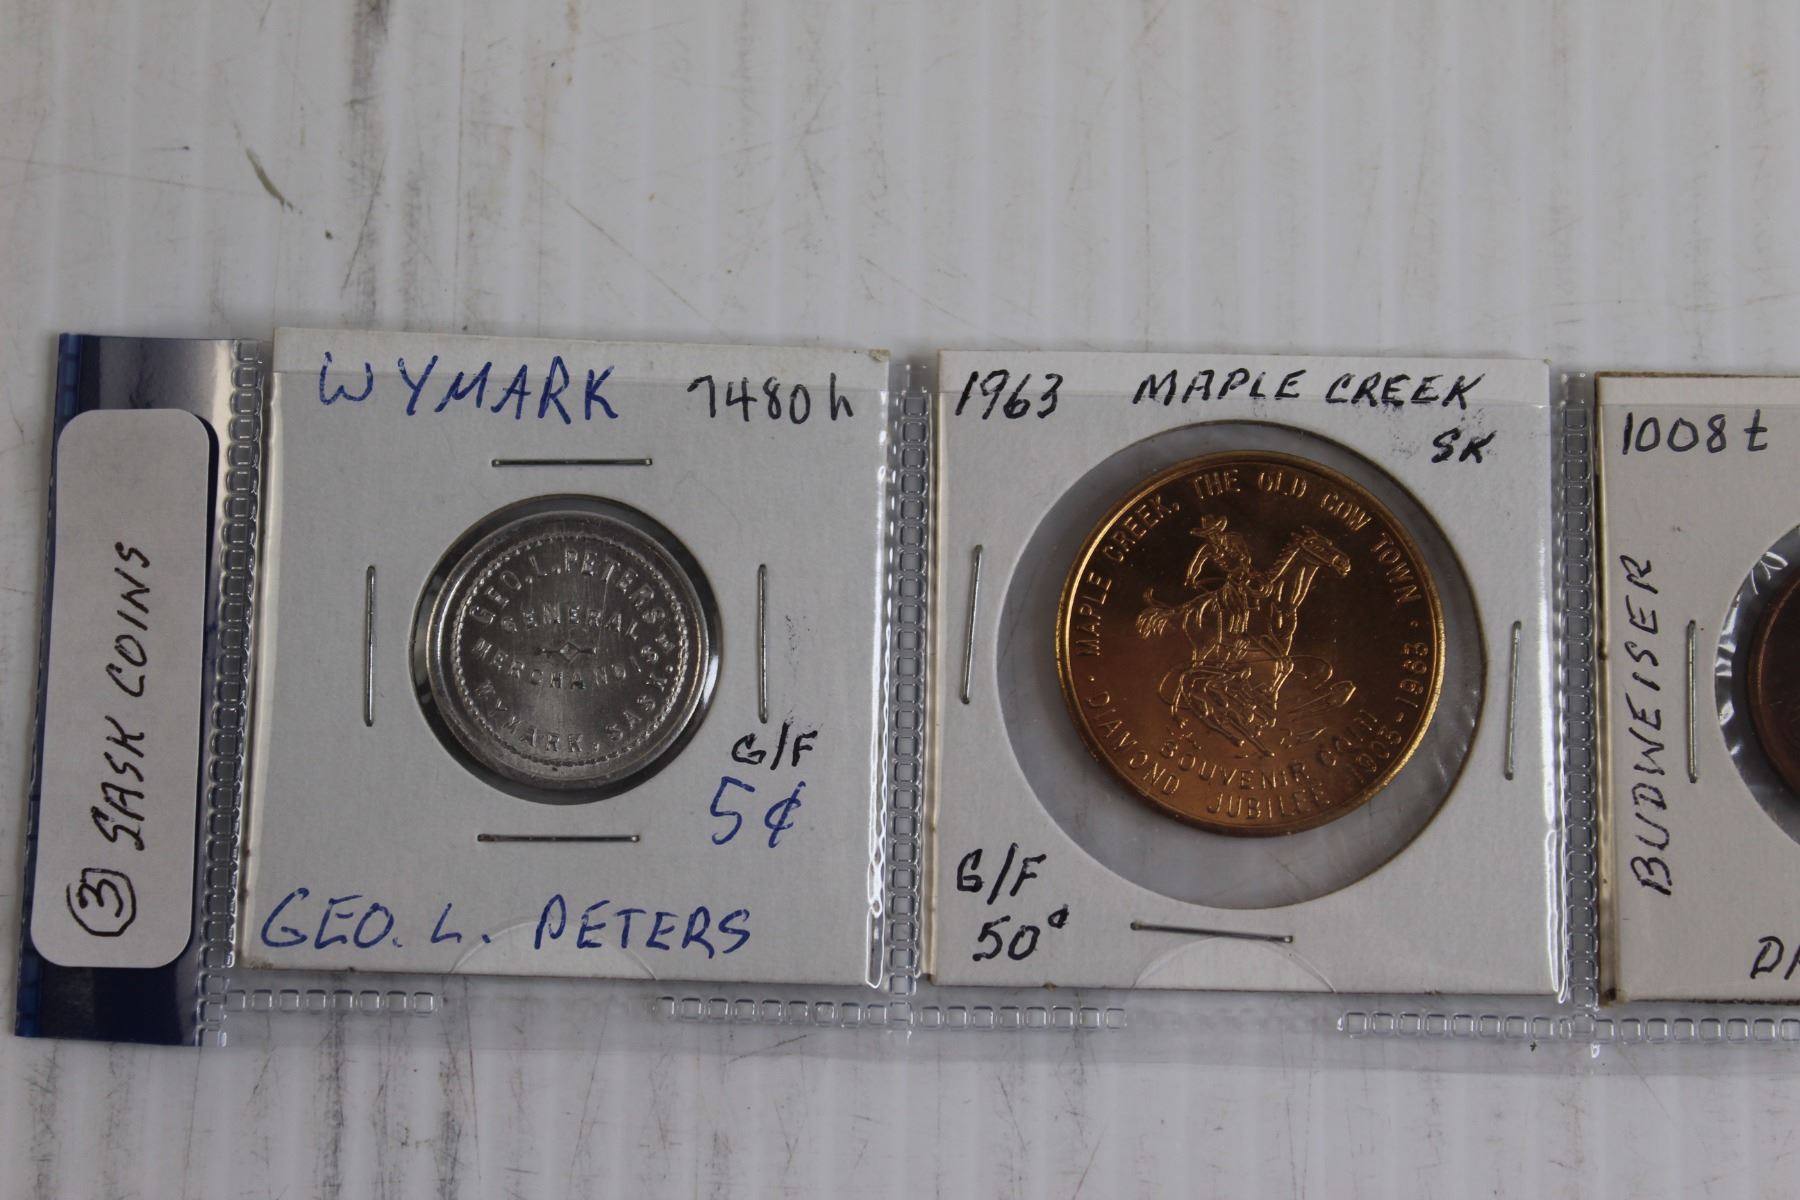 ③ SASK COINS
WYMARK 7480h
GEO. L. PETERS
GENERAL
MERCHANDISE
WYMARK, SASK.
G/F
5¢
GEO. L. PETERS
1963 MAPLE CREEK
SK
MAPLE CREEK, THE OLD COW TOWN
SOUVENIR COIN
· DIAMOND JUBILEE 1903-1963 ·
G/F
50¢
1008t
BUDWEISER